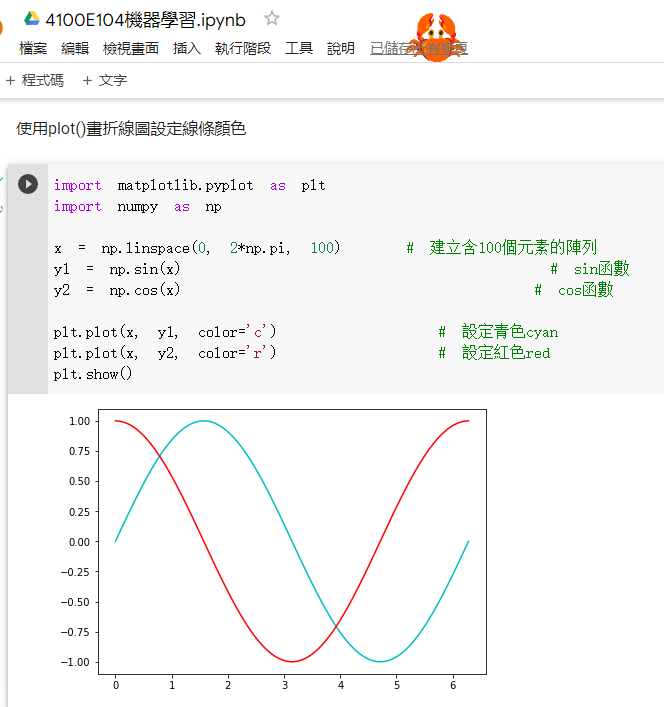 4100E104機器學習.ipynb
檔案 編輯 檢視畫面 插入 執行階段 工具 說明 已儲存所有變更
+ 程式碼 + 文字
使用plot()畫折線圖設定線條顏色
import matplotlib.pyplot as plt
import numpy as np
x = np.linspace(0, 2*np.pi, 100) # 建立含100個元素的陣列
y1 = np.sin(x) # sin函數
y2 = np.cos(x) # cos函數
plt.plot(x, y1, color='c') # 設定青色cyan
plt.plot(x, y2, color='r') # 設定紅色red
plt.show()
1.00
0.75
0.50
0.25
0.00
−0.25
−0.50
−0.75
−1.00
0 1 2 3 4 5 6